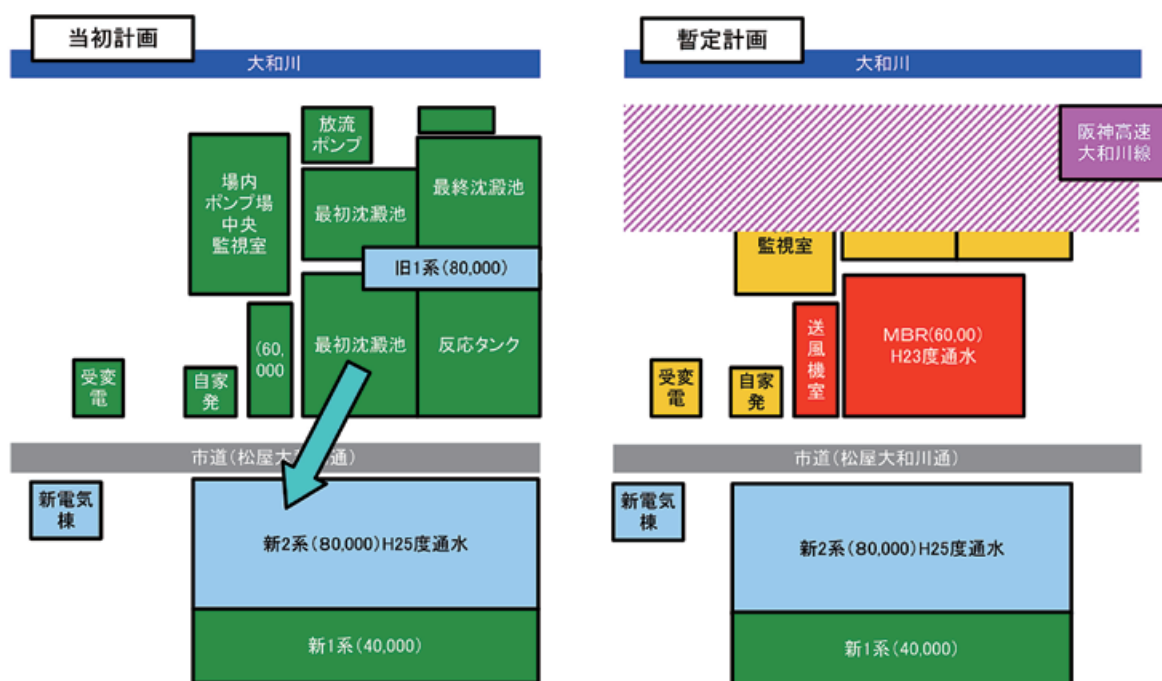 当初計画
大和川
放流
ポンプ
場内
ポンプ場
中央
監視室
最初沈澱池
最終沈澱池
旧1系(80,000)
(60,
000)
最初沈澱池
反応タンク
受変
電
自家
発
市道(松屋大和 通)
新電気
棟
新2系(80,000)H25度通水
新1系(40,000)
暫定計画
大和川
阪神高速
大和川線
監視室
送
風
機
室
MBR(60,00)
H23度通水
受変
電
自家
発
市道(松屋大和川通)
新電気
棟
新2系(80,000)H25度通水
新1系(40,000)